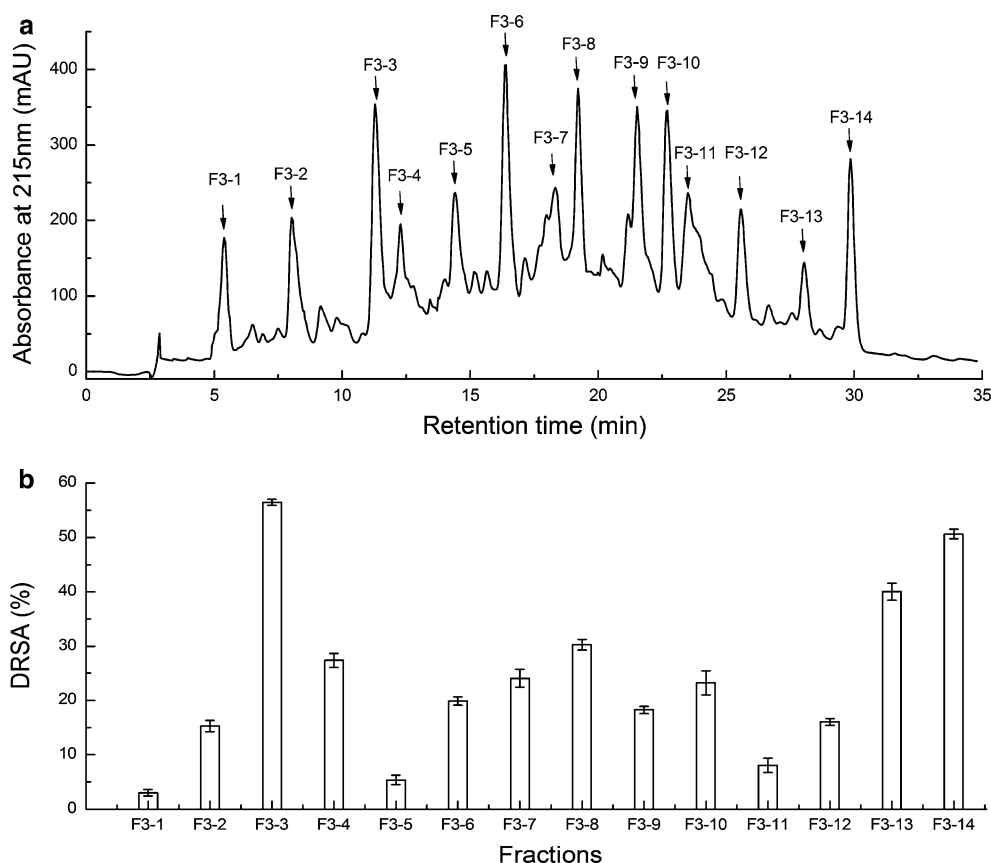 a
Absorbance at 215nm (mAU)
400
300
200
100
0
F3-1
F3-2
F3-3
F3-4
F3-5
F3-6
F3-7
F3-8
F3-9
F3-10
F3-11
F3-12
F3-13
F3-14
0 5 10 15 20 25 30 35
Retention time (min)
b
DRSA (%)
60
50
40
30
20
10
0
F3-1 F3-2 F3-3 F3-4 F3-5 F3-6 F3-7 F3-8 F3-9 F3-10 F3-11 F3-12 F3-13 F3-14
Fractions